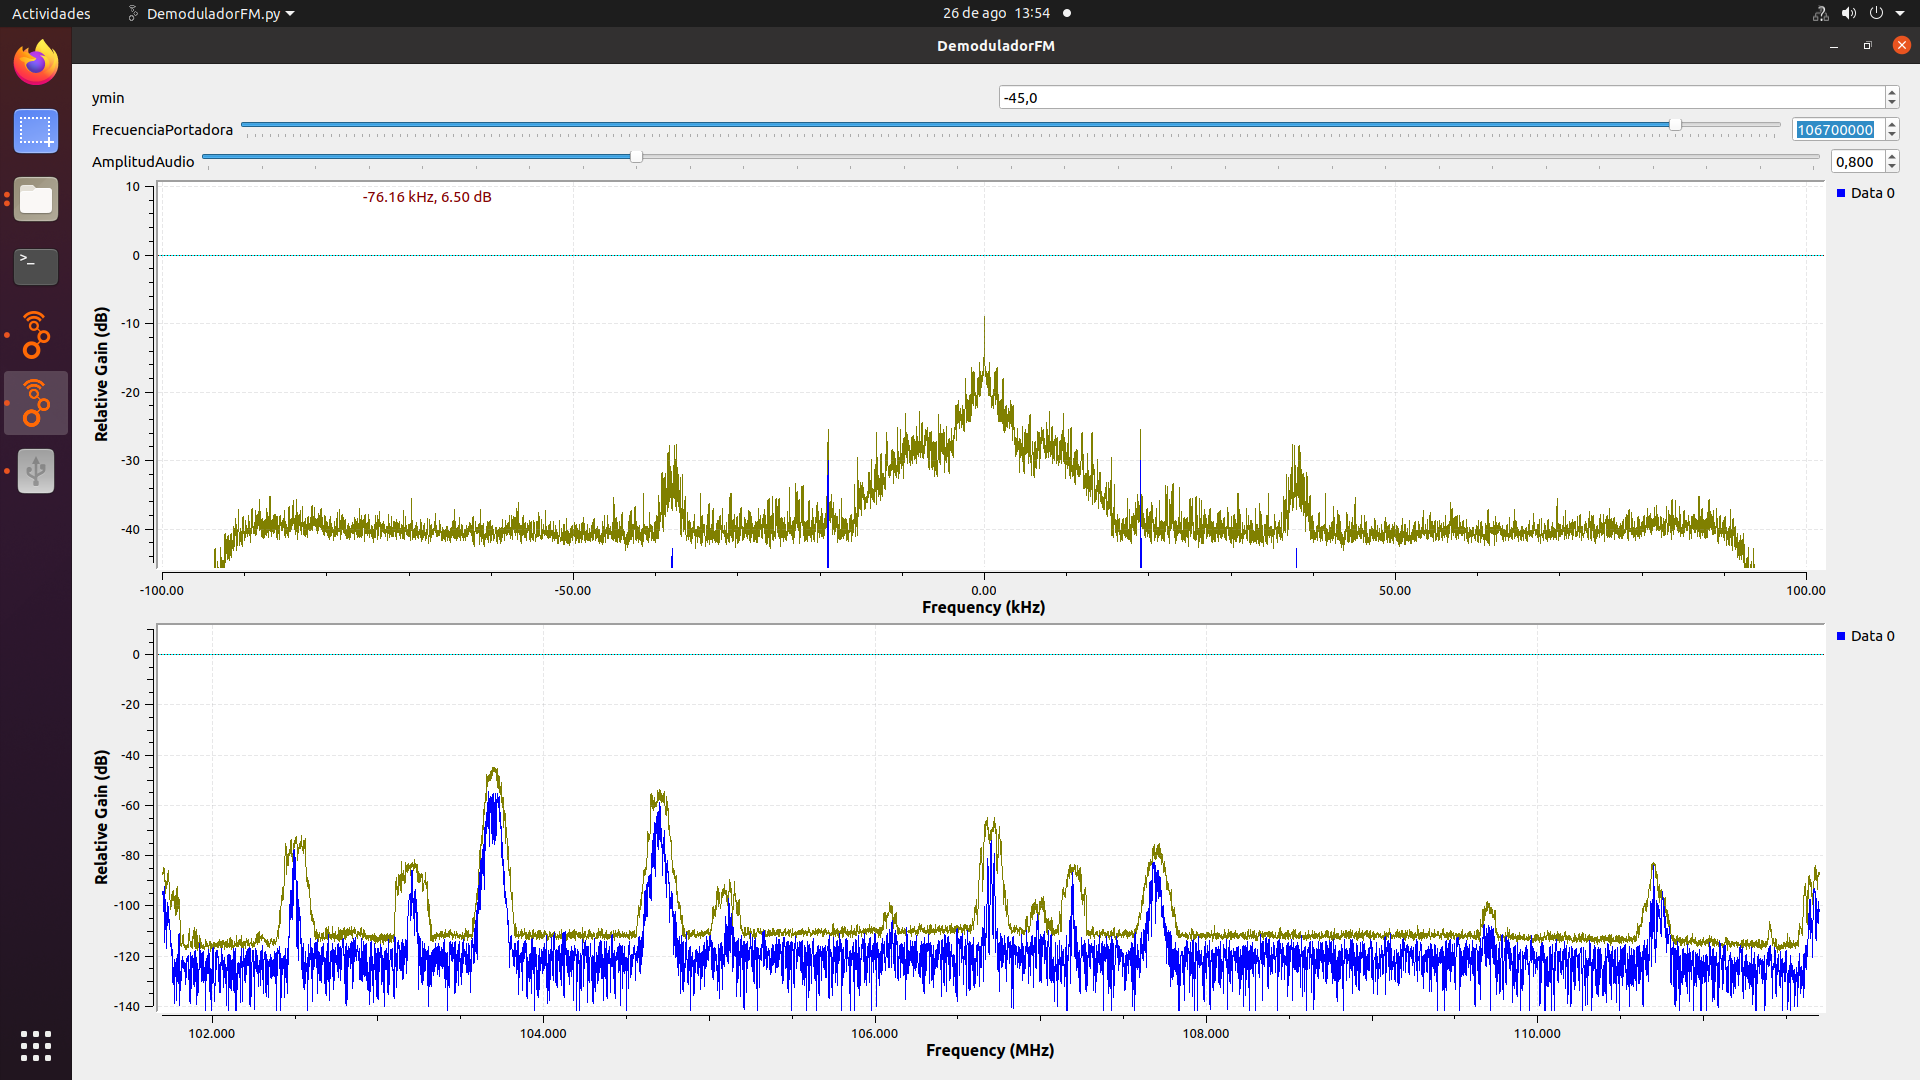 Actividades DemoduladorFM.py 26 de ago 13:54
DemoduladorFM
ymin -45,0
FrecuenciaPortadora 106700000
AmplitudAudio 0,800
-76.16 kHz, 6.50 dB
Data 0
Relative Gain (dB)
10
0
-10
-20
-30
-40
-100.00 -50.00 0.00 50.00 100.00
Frequency (kHz)
Data 0
Relative Gain (dB)
0
-20
-40
-60
-80
-100
-120
-140
102.000 104.000 106.000 108.000 110.000
Frequency (MHz)
>_